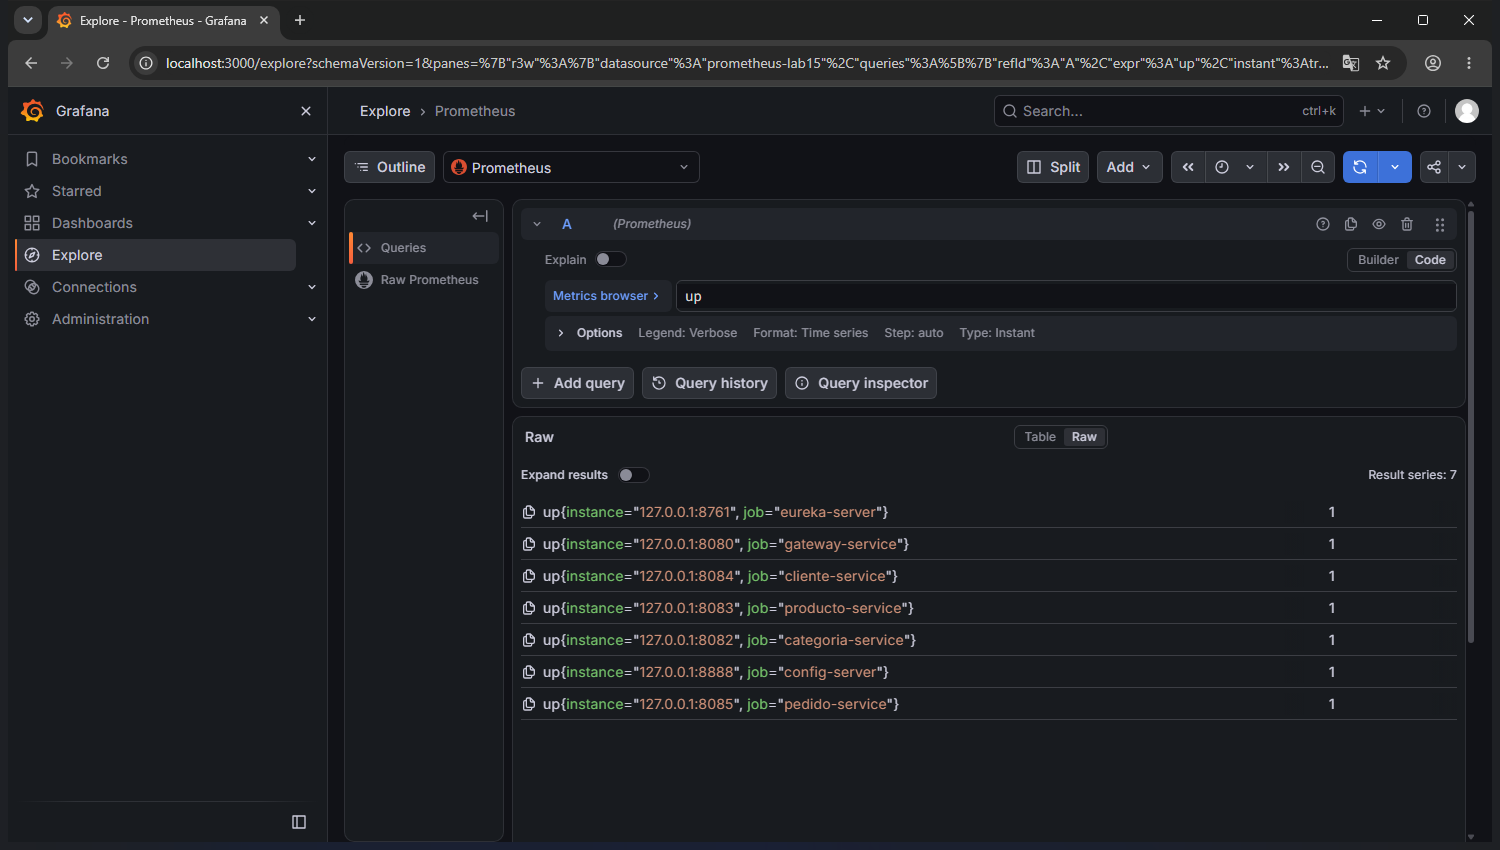 Explore - Prometheus - Grafana
localhost:3000/explore?schemaVersion=1&panes=%7B"r3w"%3A%7B"datasource"%3A"prometheus-lab15"%2C"queries"%3A%5B%7B"refId"%3A"A"%2C"expr"%3A"up"%2C"instant"%3Atr...
Grafana
Explore › Prometheus
Search...
ctrl+k
Bookmarks
Starred
Dashboards
Explore
Connections
Administration
Outline
Prometheus
Split
Add
Queries
Raw Prometheus
A
(Prometheus)
Explain
Builder
Code
Metrics browser ›
up
Options Legend: Verbose Format: Time series Step: auto Type: Instant
+ Add query
Query history
Query inspector
Raw
Table
Raw
Expand results
Result series: 7
up{instance="127.0.0.1:8761", job="eureka-server"} 1
up{instance="127.0.0.1:8080", job="gateway-service"} 1
up{instance="127.0.0.1:8084", job="cliente-service"} 1
up{instance="127.0.0.1:8083", job="producto-service"} 1
up{instance="127.0.0.1:8082", job="categoria-service"} 1
up{instance="127.0.0.1:8888", job="config-server"} 1
up{instance="127.0.0.1:8085", job="pedido-service"} 1